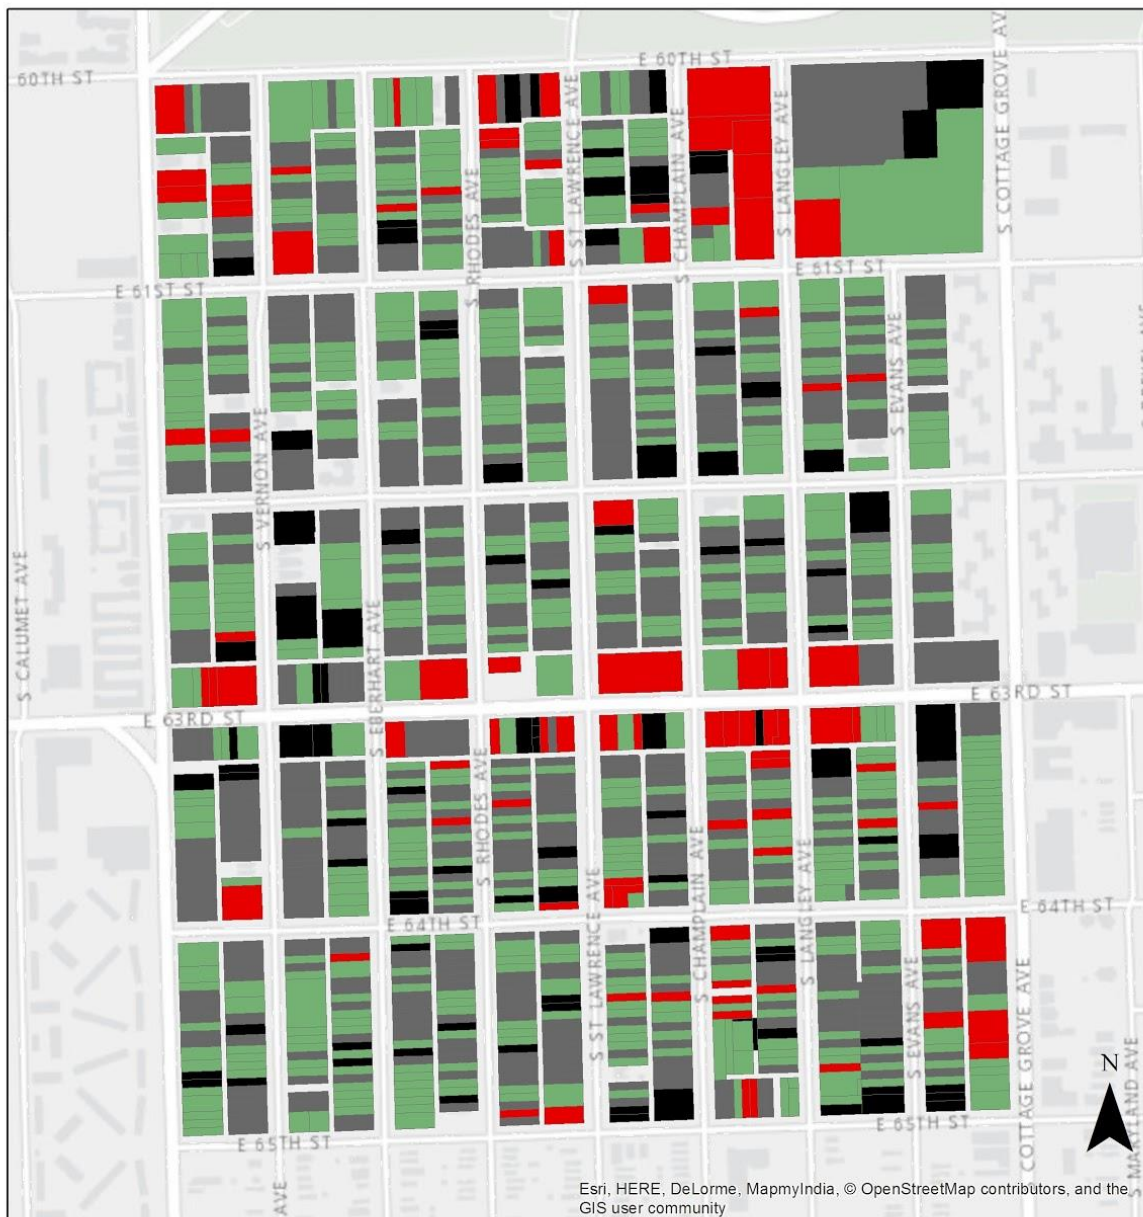 E 60TH ST
60TH ST
S COTTAGE GROVE AV
S ST LAWRENCE AVE
S LANGLEY AVE
S CHAMPLAIN AVE
S RHODES AVE
E 61ST ST
E 61ST ST
S EVANS AVE
S VERNON AVE
S CALUMET AVE
S EBERHART AVE
E 63RD ST
E 63RD ST
S RHODES AVE
S ST LAWRENCE AVE
S CHAMPLAIN AVE
S LANGLEY AVE
E 64TH ST
E 64TH ST
S EVANS AVE
S COTTAGE GROVE AVE
S MARYLAND AVE
N
E 65TH ST
E 65TH ST
AVE
Esri, HERE, DeLorme, MapmyIndia, © OpenStreetMap contributors, and the
GIS user community